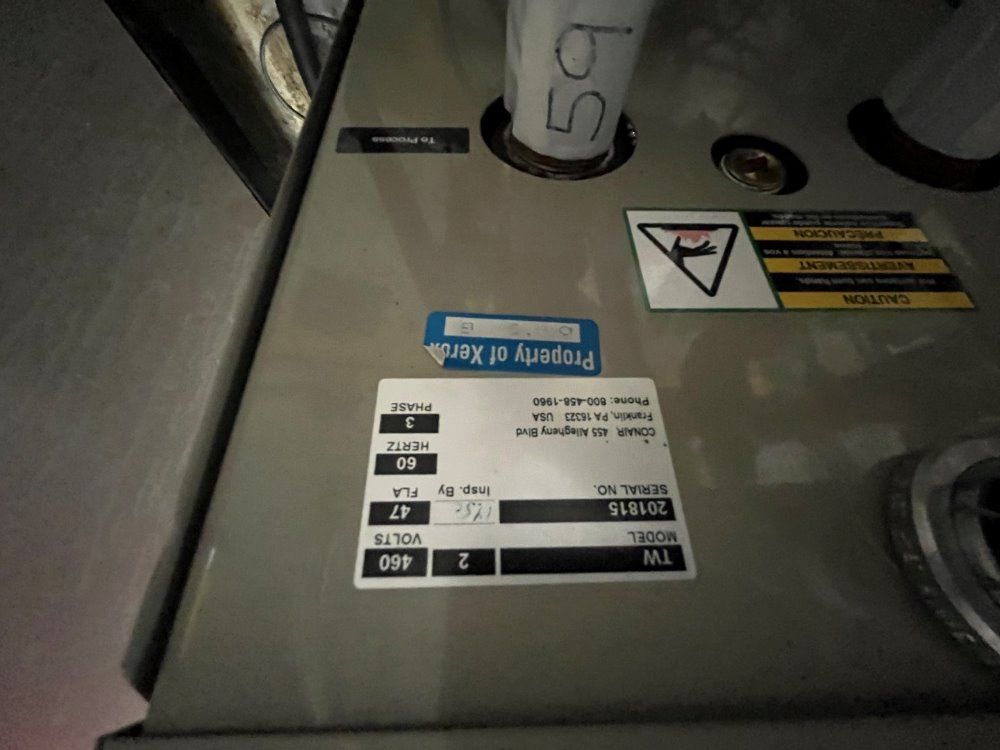 TW 2 460
MODEL VOLTS
201815
SERIAL NO. Insp. By FLA
47
60
HERTZ
3
PHASE
CONAIR 455 Allegheny Blvd
Franklin, PA 16323 USA
Phone: 800-458-1960
Property of Xerox
CAUTION
AVERTISSEMENT
PRÉCAUCION
To Process
59